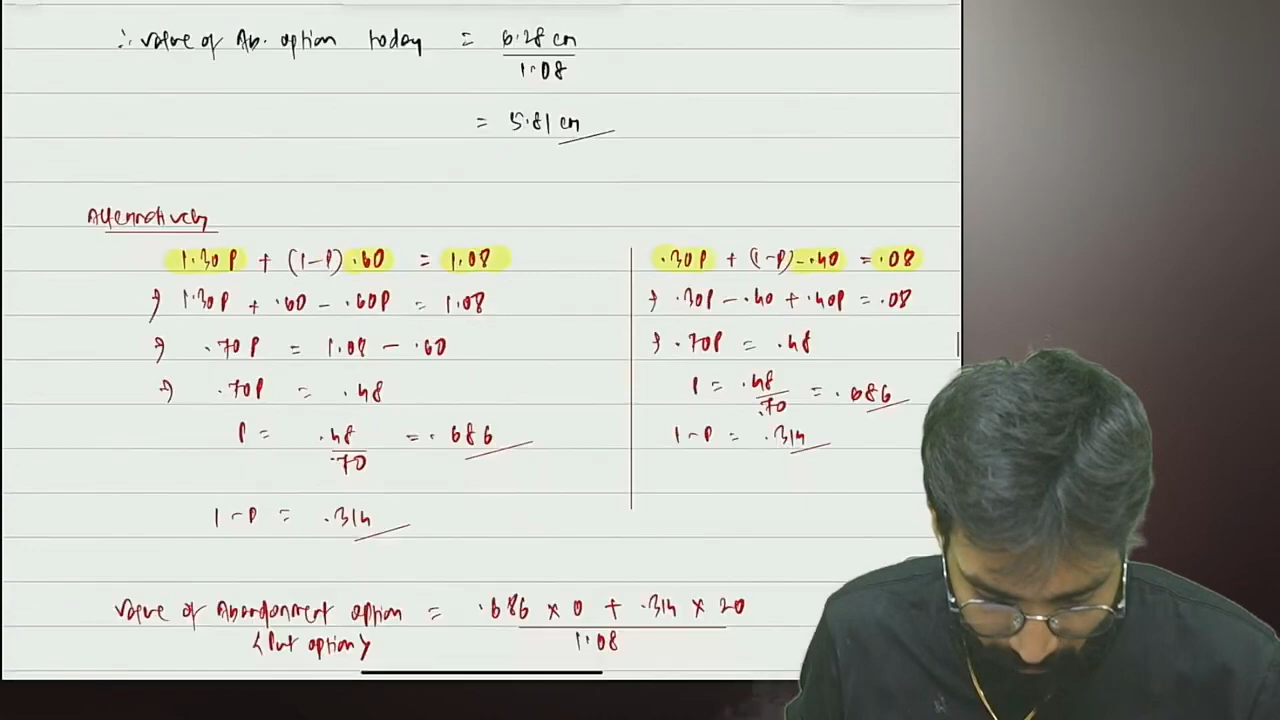 ∴ Value of Ab. option today = 6.28 cr
1.08
= 5.81 cr
Alternatively
1.30P + (1-P) .60 = 1.08
⇒ 1.30P + .60 - .60P = 1.08
⇒ .70P = 1.08 - .60
⇒ .70P = .48
P = .48 = .686
.70
1-P = .314
.30P + (1-P) -.40 = .08
⇒ .30P - .40 + .40P = .08
⇒ .70P = .48
P = .48 = .686
.70
1-P = .314
Value of Abandonment option = .686 × 0 + .314 × 20
(Put option) 1.08